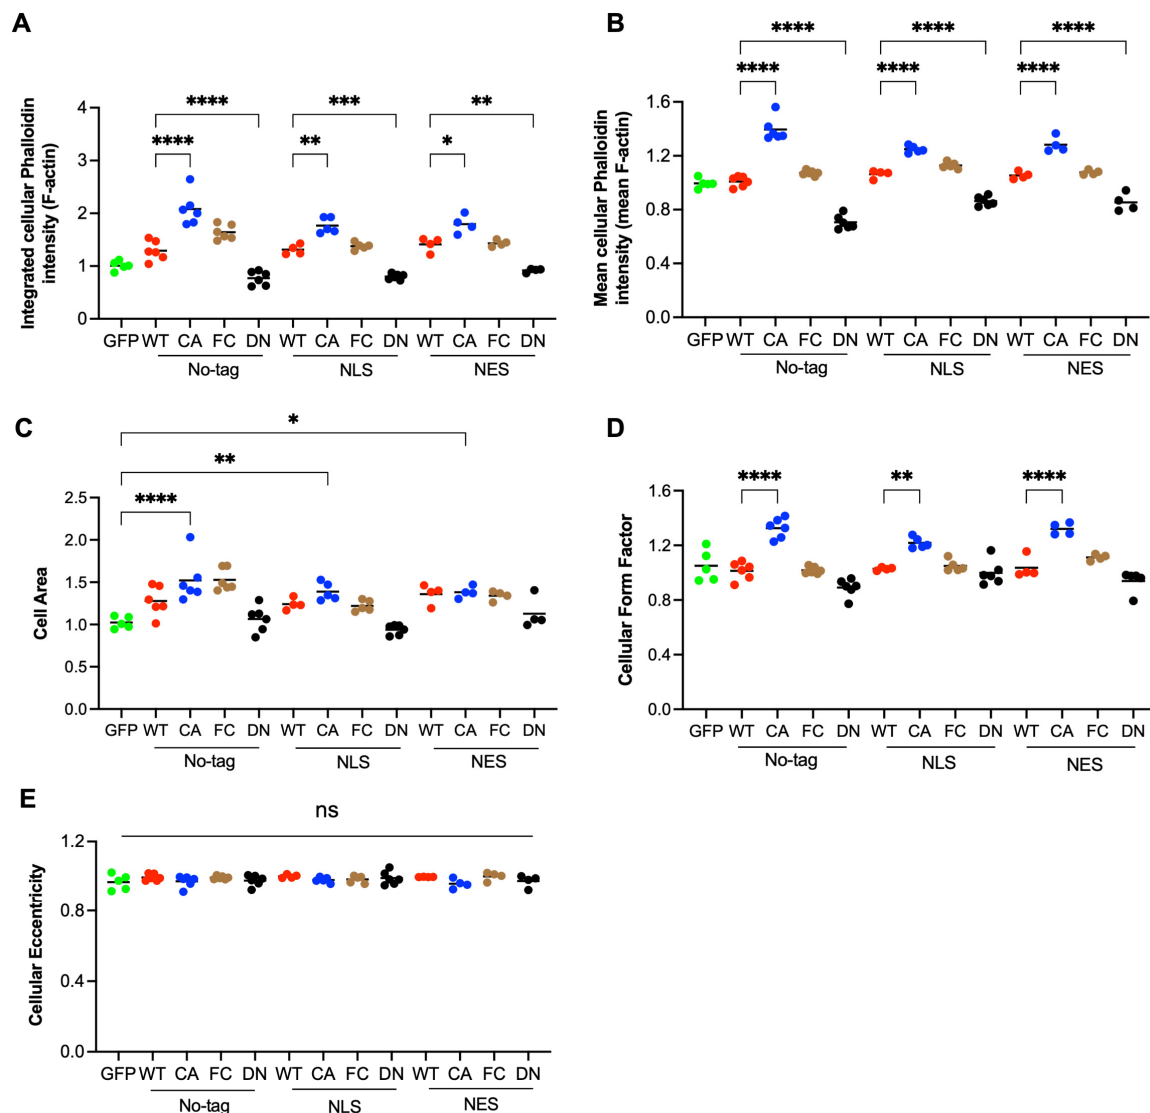 A
Integrated cellular Phalloidin
intensity (F-actin)
4
3
2
1
0
**** **** *** ** ** *
GFP WT CA FC DN WT CA FC DN WT CA FC DN
No-tag NLS NES
B
Mean cellular Phalloidin
intensity (mean F-actin)
1.6
1.2
0.8
0.4
0.0
**** **** ****
**** **** ****
GFP WT CA FC DN WT CA FC DN WT CA FC DN
No-tag NLS NES
C
Cell Area
*
**
****
2.5
2.0
1.5
1.0
0.5
0.0
GFP WT CA FC DN WT CA FC DN WT CA FC DN
No-tag NLS NES
D
Cellular Form Factor
**** ** ****
1.6
1.2
0.8
0.4
0.0
GFP WT CA FC DN WT CA FC DN WT CA FC DN
No-tag NLS NES
E
Cellular Eccentricity
ns
1.2
0.8
0.4
0.0
GFP WT CA FC DN WT CA FC DN WT CA FC DN
No-tag NLS NES